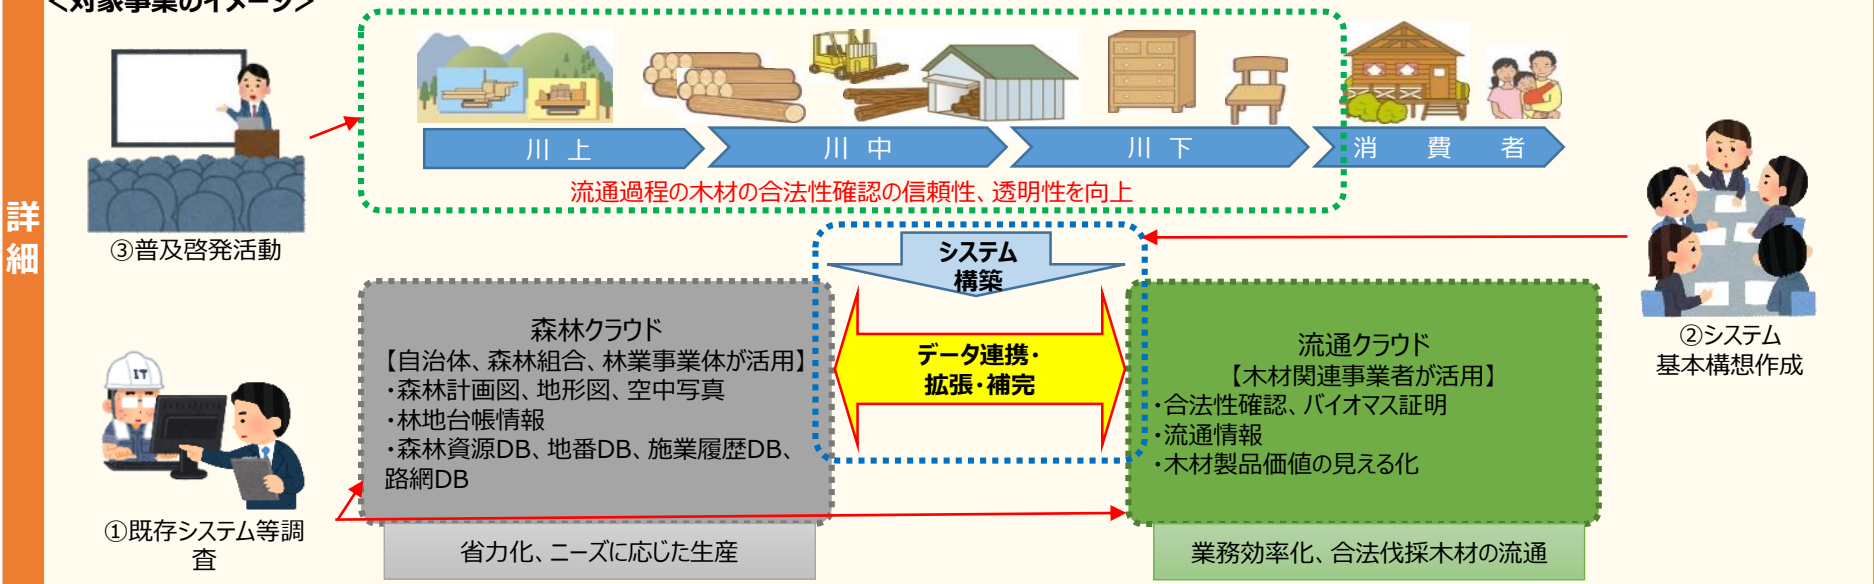 <対象事業のイメージ>
詳細
川 上
川 中
川 下
消 費 者
流通過程の木材の合法性確認の信頼性、透明性を向上
③普及啓発活動
システム
構築
②システム
基本構想作成
森林クラウド
【自治体、森林組合、林業事業体が活用】
・森林計画図、地形図、空中写真
・林地台帳情報
・森林資源DB、地番DB、施業履歴DB、
路網DB
データ連携・
拡張・補完
流通クラウド
【木材関連事業者が活用】
・合法性確認、バイオマス証明
・流通情報
・木材製品価値の見える化
IT
①既存システム等調
査
省力化、ニーズに応じた生産
業務効率化、合法伐採木材の流通